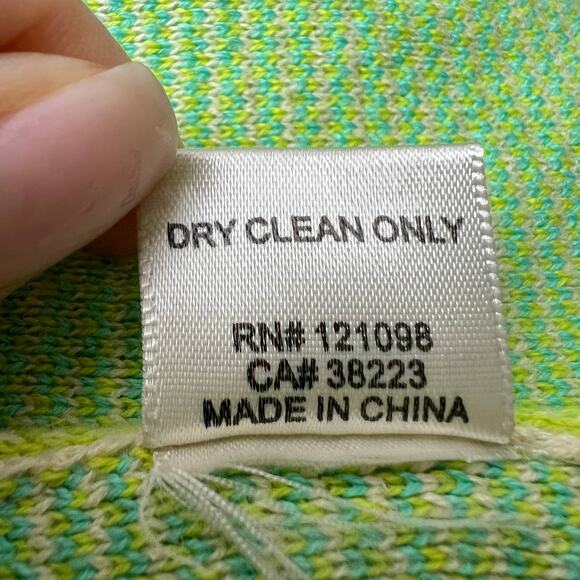 DRY CLEAN ONLY
RN# 121098
CA# 38223
MADE IN CHINA